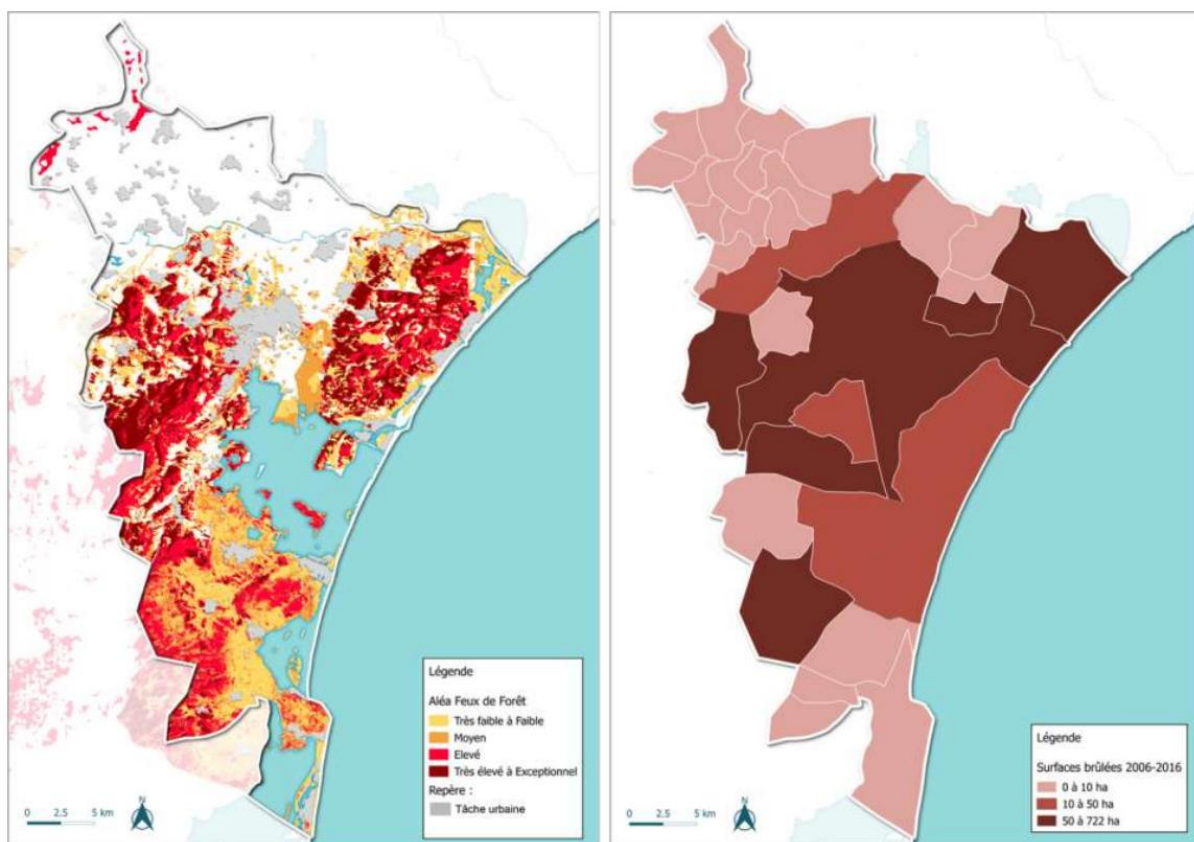 Légende
Aléa Feux de Forêt
Très faible à Faible
Moyen
Elevé
Très élevé à Exceptionnel
Repère :
Tâche urbaine
0 2.5 5 km
N
Légende
Surfaces brûlées 2006-2016
0 à 10 ha
10 à 50 ha
50 à 722 ha
0 2.5 5 km
N